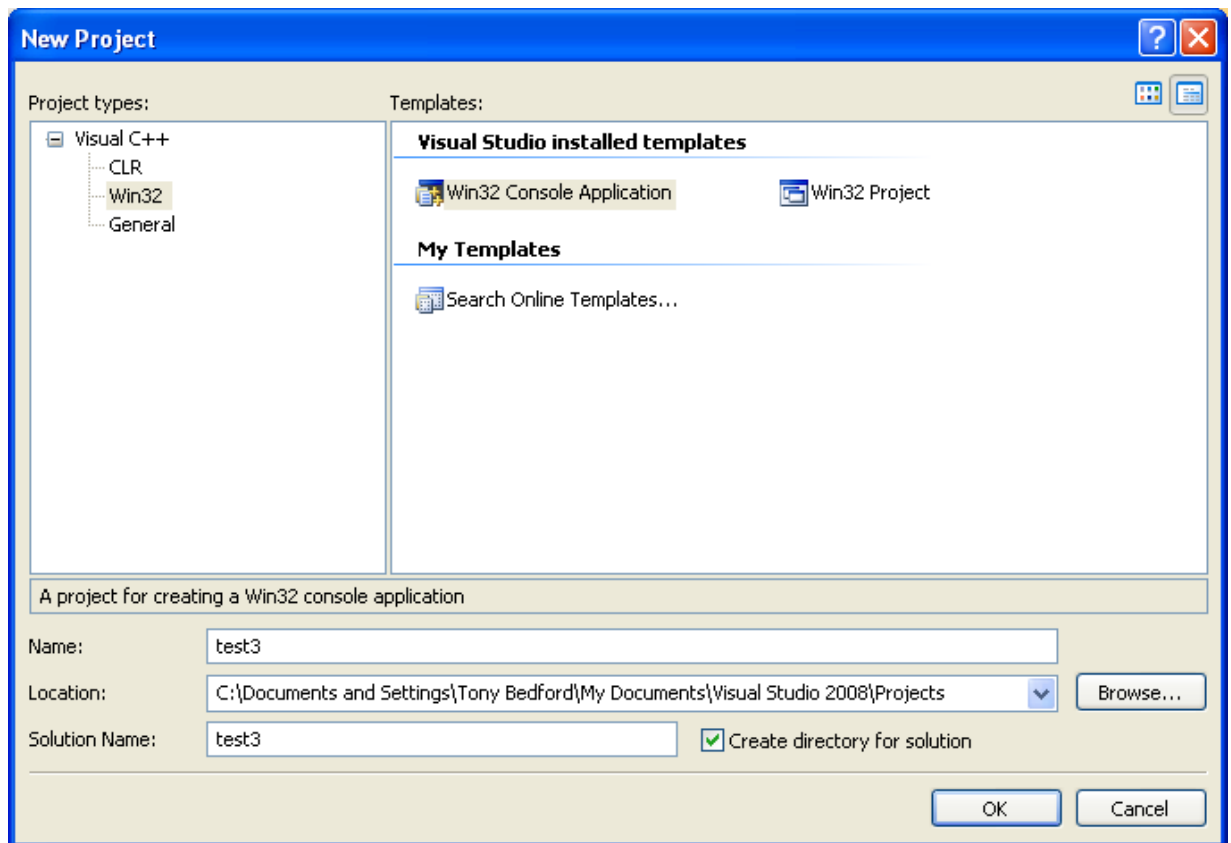 New Project
Project types:
Templates:
Visual C++
CLR
Win32
General
Visual Studio installed templates
Win32 Console Application
Win32 Project
My Templates
Search Online Templates...
A project for creating a Win32 console application
Name:
test3
Location:
C:\Documents and Settings\Tony Bedford\My Documents\Visual Studio 2008\Projects
Browse...
Solution Name:
test3
Create directory for solution
OK
Cancel